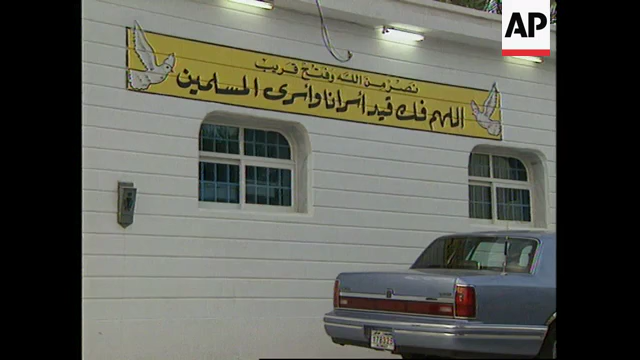 AP
نصر من الله وفتح قريب
اللهم فك قيد أسرانا وأسرى المسلمين